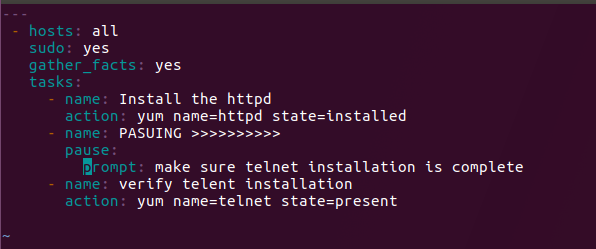 ---
- hosts: all
sudo: yes
gather_facts: yes
tasks:
- name: Install the httpd
action: yum name=httpd state=installed
- name: PASUING >>>>>>>>>>
pause:
prompt: make sure telnet installation is complete
- name: verify telent installation
action: yum name=telnet state=present
~